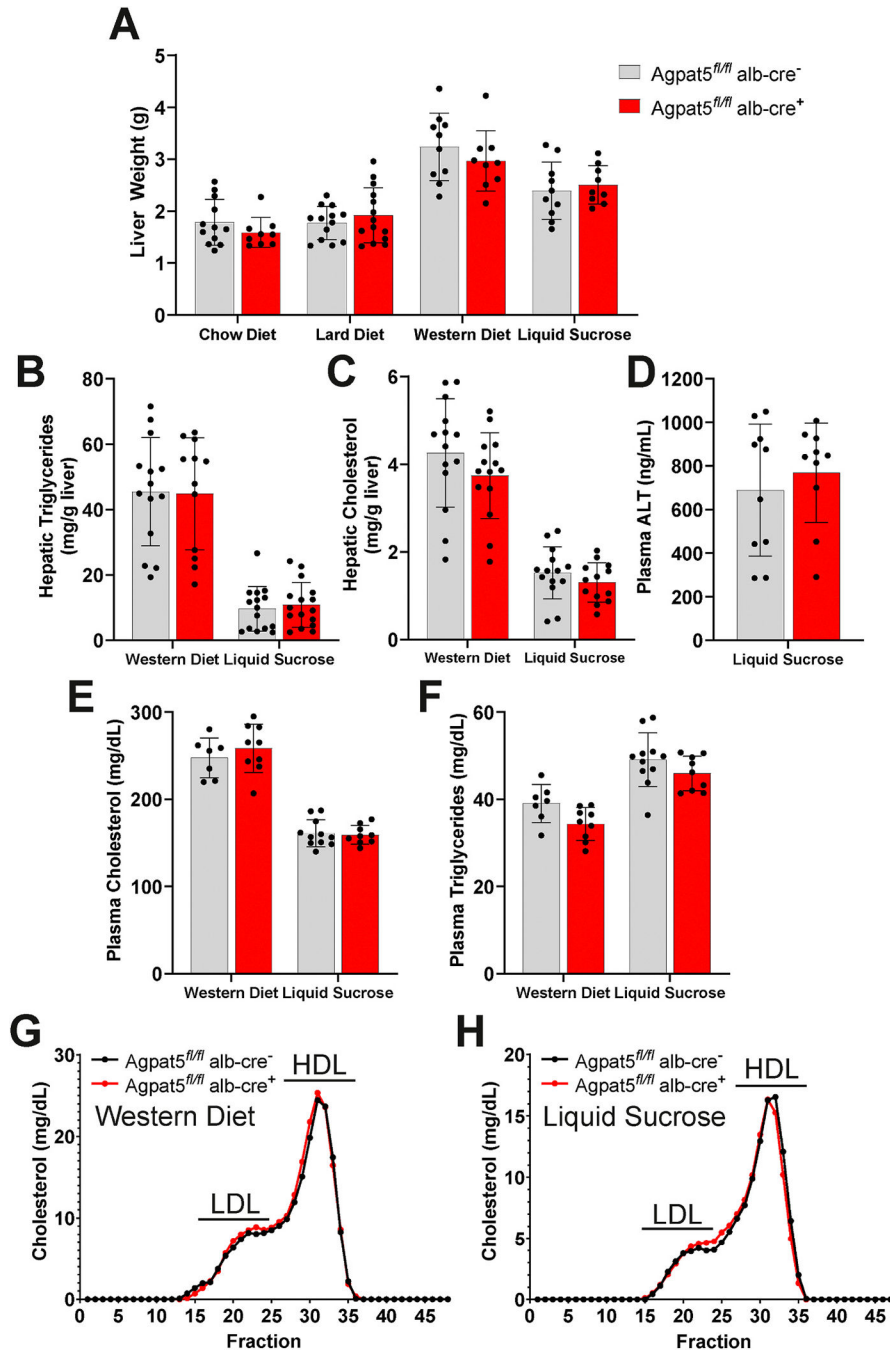 A
Liver Weight (g)
5
4
3
2
1
0
Chow Diet Lard Diet Western Diet Liquid Sucrose
Agpat5fl/fl alb-cre-
Agpat5fl/fl alb-cre+
B
Hepatic Triglycerides
(mg/g liver)
80
60
40
20
0
Western Diet Liquid Sucrose
C
Hepatic Cholesterol
(mg/g liver)
6
4
2
0
Western Diet Liquid Sucrose
D
Plasma ALT (ng/mL)
1200
1000
800
600
400
200
0
Liquid Sucrose
E
Plasma Cholesterol (mg/dL)
300
200
100
0
Western Diet Liquid Sucrose
F
Plasma Triglycerides (mg/dL)
60
40
20
0
Western Diet Liquid Sucrose
G
Cholesterol (mg/dL)
30
20
10
0
Agpat5fl/fl alb-cre-
Agpat5fl/fl alb-cre+
HDL
Western Diet
LDL
0 5 10 15 20 25 30 35 40 45
Fraction
H
Cholesterol (mg/dL)
20
15
10
5
0
Agpat5fl/fl alb-cre-
Agpat5fl/fl alb-cre+
HDL
Liquid Sucrose
LDL
0 5 10 15 20 25 30 35 40 45
Fraction